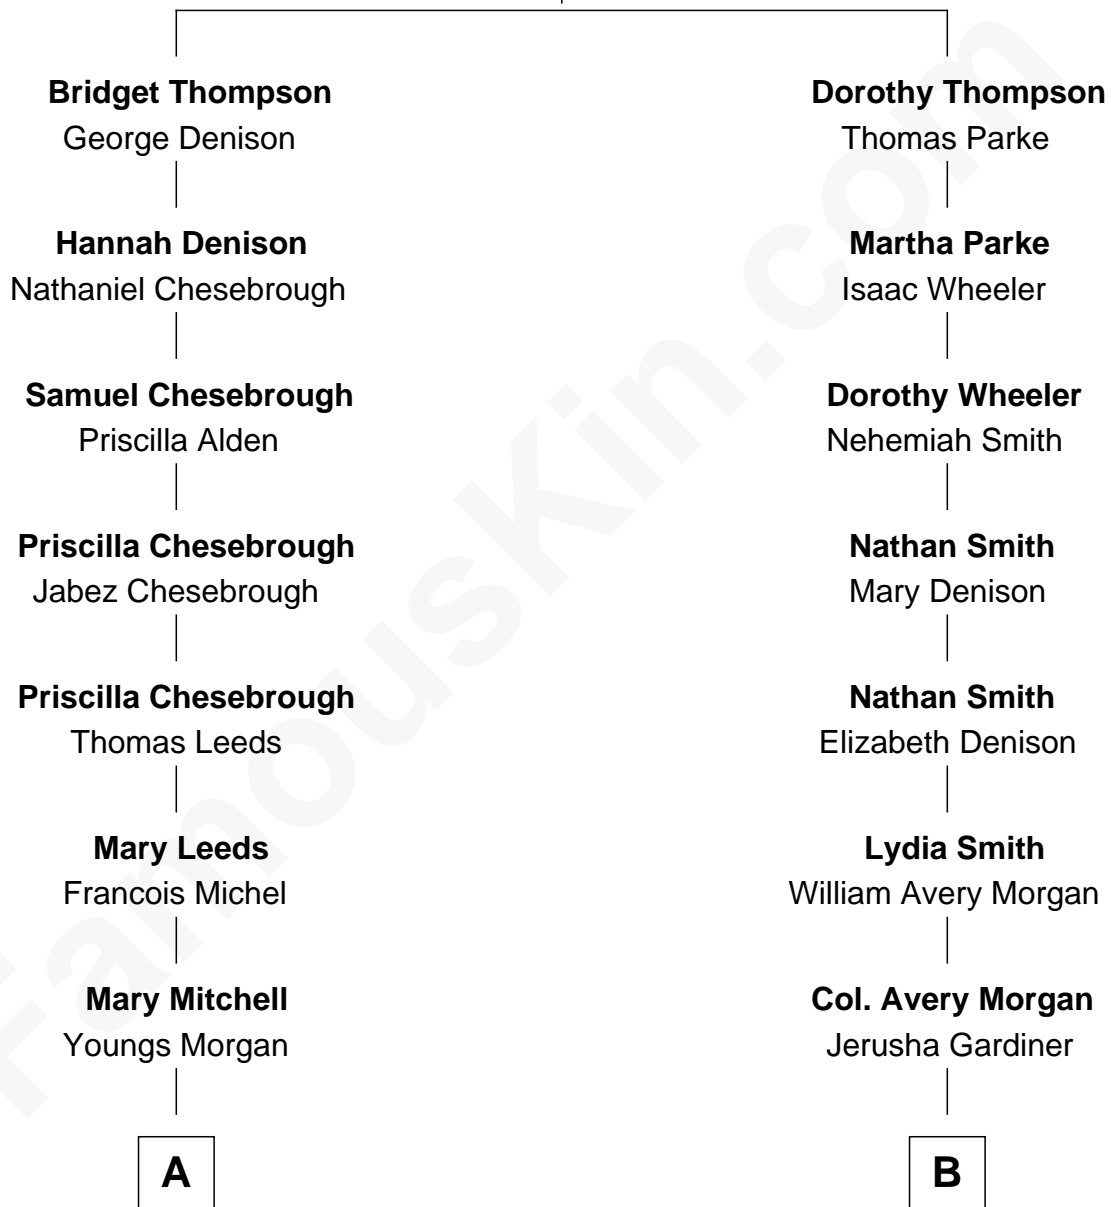 Bridget Thompson
George Denison
Hannah Denison
Nathaniel Chesebrough
Samuel Chesebrough
Priscilla Alden
Priscilla Chesebrough
Jabez Chesebrough
Priscilla Chesebrough
Thomas Leeds
Mary Leeds
Francois Michel
Mary Mitchell
Youngs Morgan
A
Dorothy Thompson
Thomas Parke
Martha Parke
Isaac Wheeler
Dorothy Wheeler
Nehemiah Smith
Nathan Smith
Mary Denison
Nathan Smith
Elizabeth Denison
Lydia Smith
William Avery Morgan
Col. Avery Morgan
Jerusha Gardiner
B
FamousKin.com